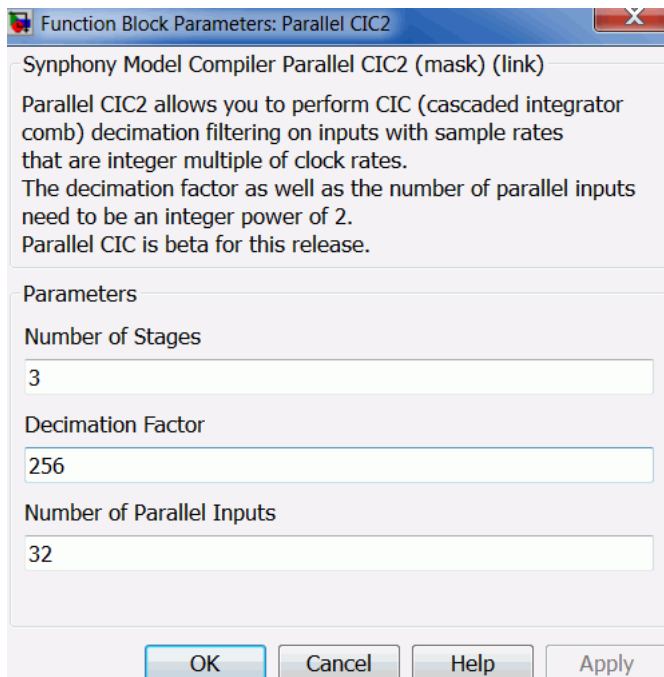 Function Block Parameters: Parallel CIC2
X
Synphony Model Compiler Parallel CIC2 (mask) (link)
Parallel CIC2 allows you to perform CIC (cascaded integrator
comb) decimation filtering on inputs with sample rates
that are integer multiple of clock rates.
The decimation factor as well as the number of parallel inputs
need to be an integer power of 2.
Parallel CIC is beta for this release.
Parameters
Number of Stages
3
Decimation Factor
256
Number of Parallel Inputs
32
OK Cancel Help Apply